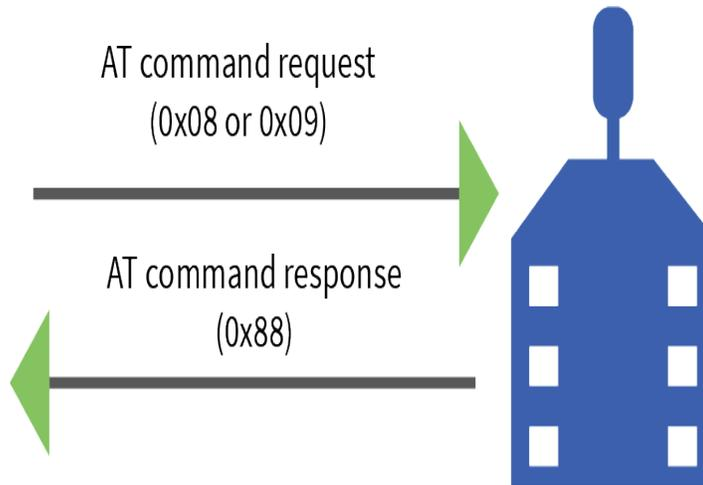 AT command request
(0x08 or 0x09)
AT command response
(0x88)